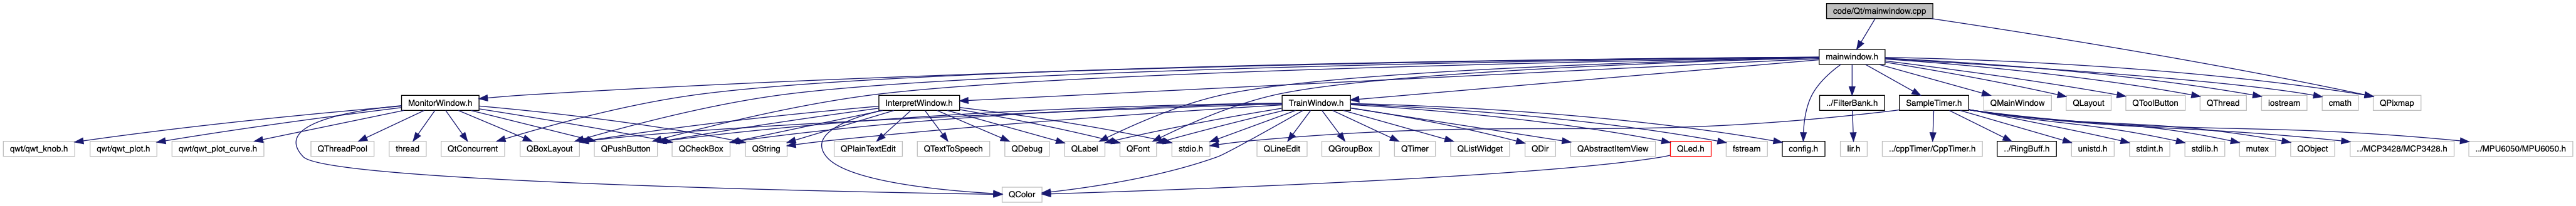 code/Qt/mainwindow.cpp
mainwindow.h
MonitorWindow.h
InterpretWindow.h
TrainWindow.h
../FilterBank.h
SampleTimer.h
QMainWindow
QLayout
QToolButton
QThread
iostream
cmath
QPixmap
qwt/qwt_knob.h
qwt/qwt_plot.h
qwt/qwt_plot_curve.h
QThreadPool
thread
QtConcurrent
QBoxLayout
QPushButton
QCheckBox
QString
QPlainTextEdit
QTextToSpeech
QDebug
QLabel
QFont
stdio.h
QLineEdit
QGroupBox
QTimer
QListWidget
QDir
QAbstractItemView
QLed.h
fstream
config.h
lir.h
../cppTimer/CppTimer.h
../RingBuff.h
unistd.h
stdint.h
stdlib.h
mutex
QObject
../MCP3428/MCP3428.h
../MPU6050/MPU6050.h
QColor